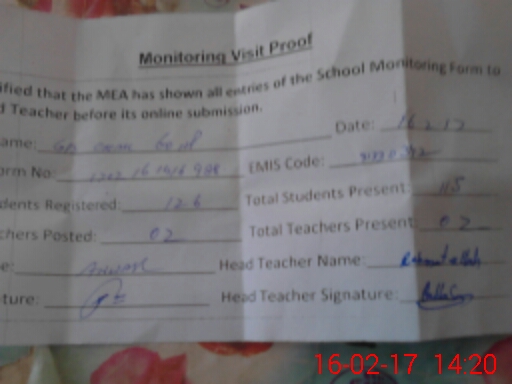 Monitoring Visit Proof
ified that the MEA has shown all entries of the School Monitoring Form to
d Teacher before its online submission.
ame: Date: 16.2.17
orm No: EMIS Code:
dents Registered: 126 Total Students Present: 115
chers Posted: 02 Total Teachers Present: 02
e: Head Teacher Name:
ture: Head Teacher Signature:
16-02-17 14:20